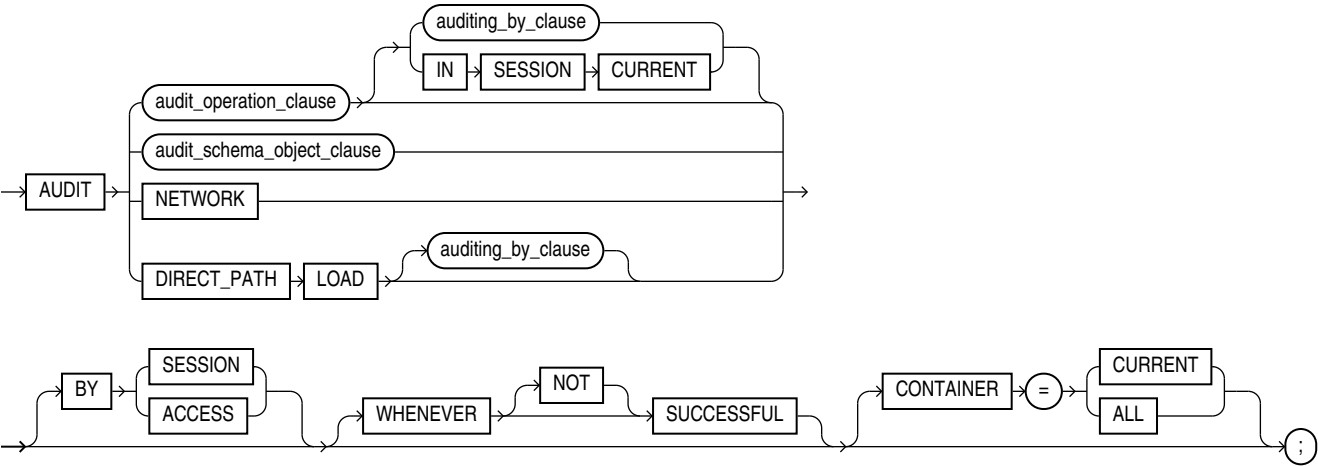 auditing_by_clause
IN SESSION CURRENT
audit_operation_clause
audit_schema_object_clause
AUDIT
NETWORK
auditing_by_clause
DIRECT_PATH LOAD
SESSION
NOT
CURRENT
BY
CONTAINER =
ACCESS
WHENEVER SUCCESSFUL
ALL
;